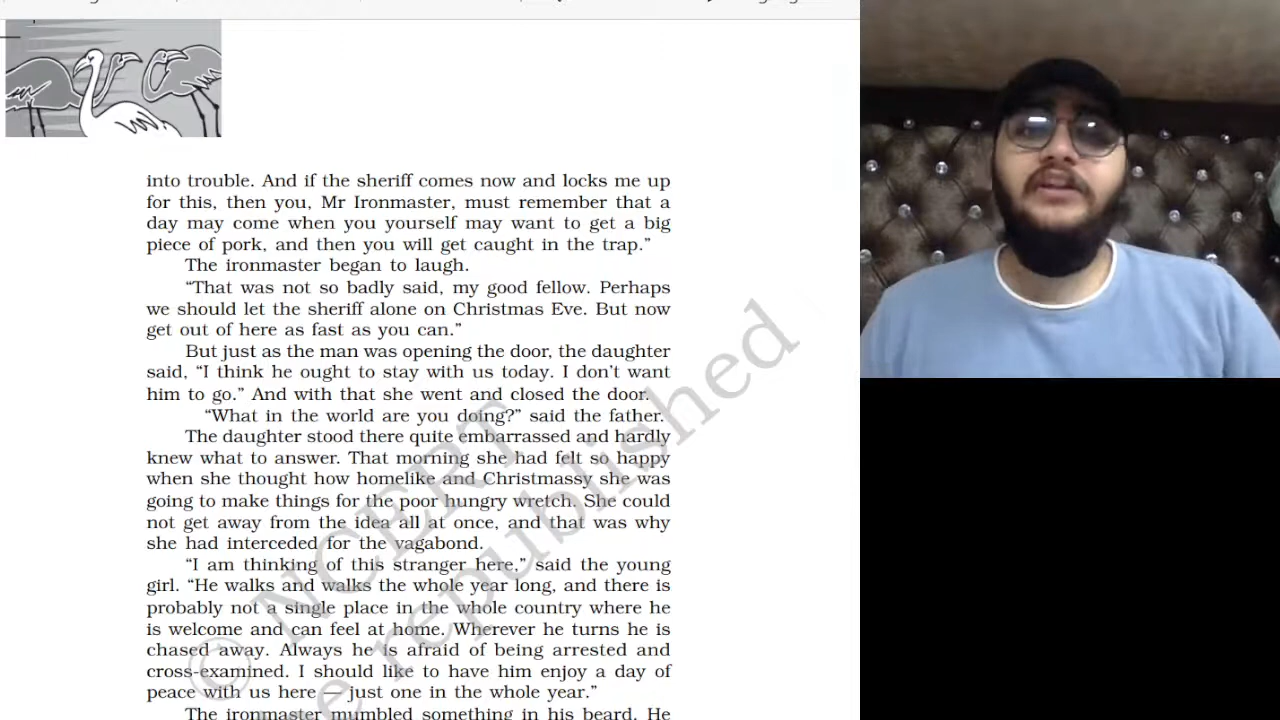 into trouble. And if the sheriff comes now and locks me up
for this, then you, Mr Ironmaster, must remember that a
day may come when you yourself may want to get a big
piece of pork, and then you will get caught in the trap.”
The ironmaster began to laugh.
“That was not so badly said, my good fellow. Perhaps
we should let the sheriff alone on Christmas Eve. But now
get out of here as fast as you can.”
But just as the man was opening the door, the daughter
said, “I think he ought to stay with us today. I don’t want
him to go.” And with that she went and closed the door.
“What in the world are you doing?” said the father.
The daughter stood there quite embarrassed and hardly
knew what to answer. That morning she had felt so happy
when she thought how homelike and Christmassy she was
going to make things for the poor hungry wretch. She could
not get away from the idea all at once, and that was why
she had interceded for the vagabond.
“I am thinking of this stranger here,” said the young
girl. “He walks and walks the whole year long, and there is
probably not a single place in the whole country where he
is welcome and can feel at home. Wherever he turns he is
chased away. Always he is afraid of being arrested and
cross-examined. I should like to have him enjoy a day of
peace with us here — just one in the whole year.”
The ironmaster mumbled something in his beard. He
© NCERT
be republished